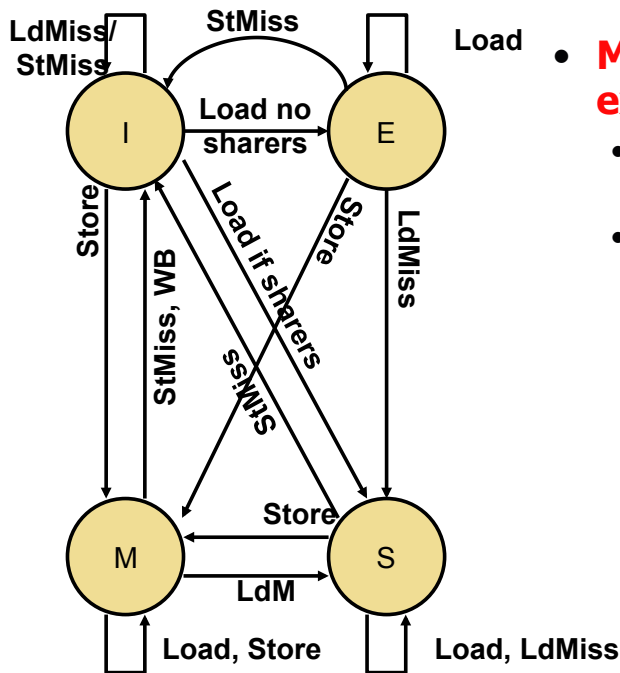 StMiss
LdMiss/
StMiss
Load
I
Load no
sharers
E
Store
StMiss, WB
Load if sharers
StMiss
Store
LdMiss
M
Store
LdM
S
Load, Store
Load, LdMiss